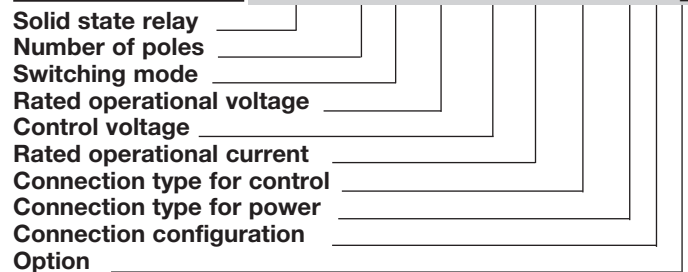 Solid state relay
Number of poles
Switching mode
Rated operational voltage
Control voltage
Rated operational current
Connection type for control
Connection type for power
Connection configuration
Option